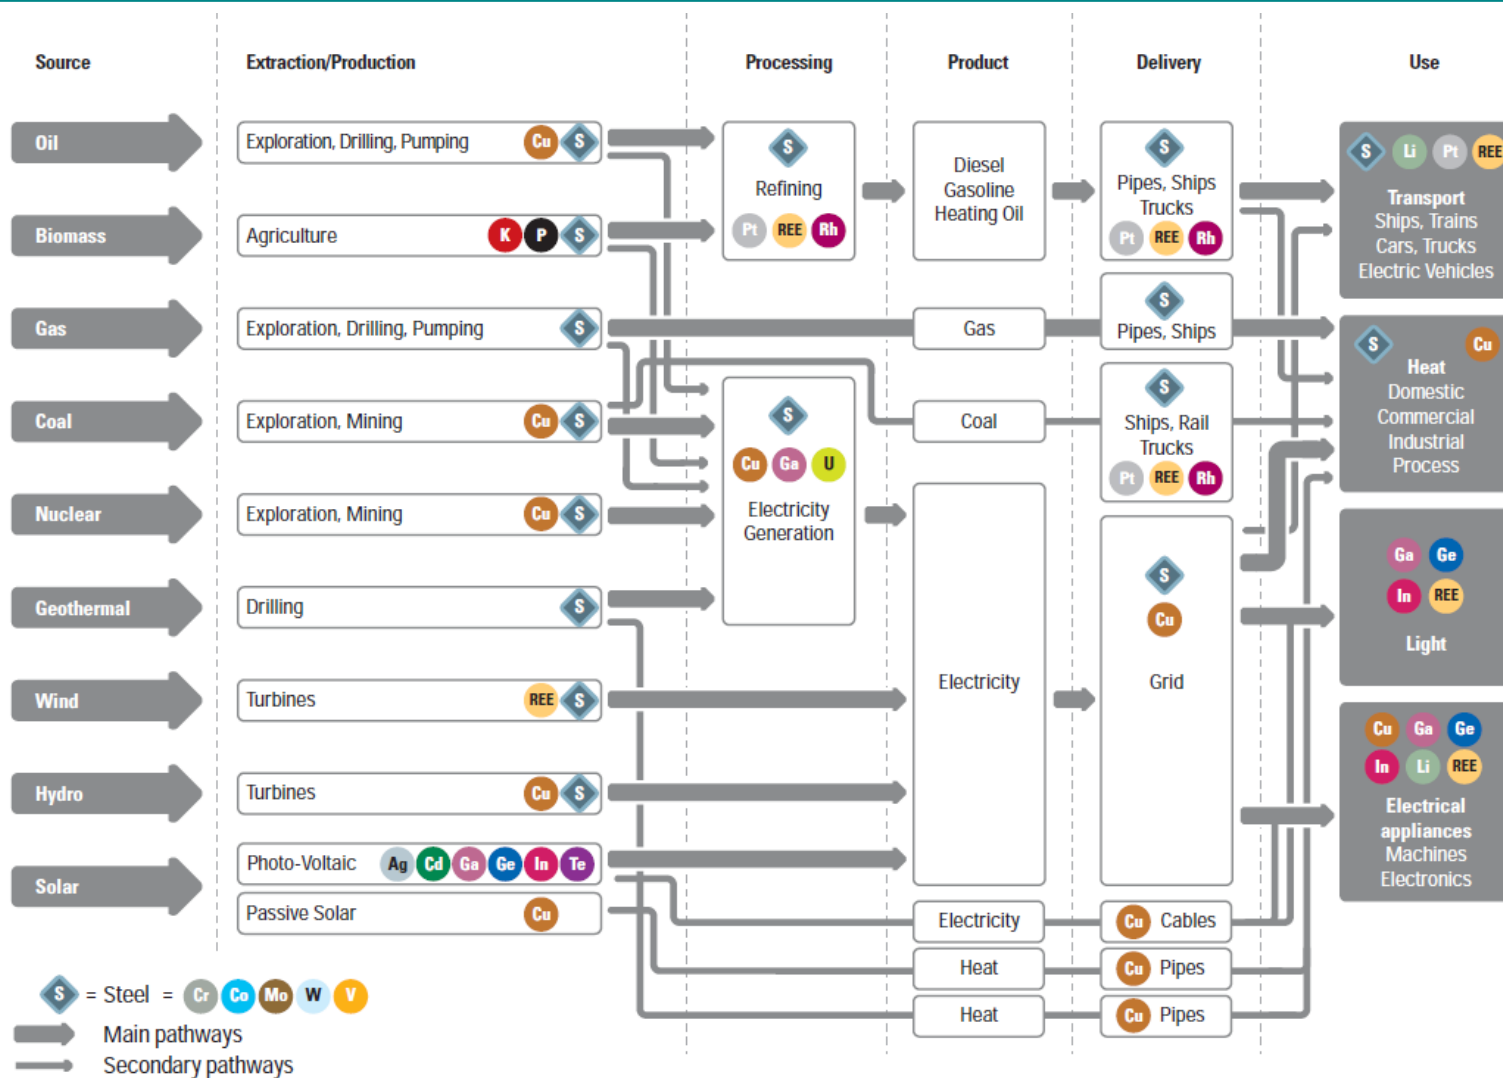 Source
Extraction/Production
Processing
Product
Delivery
Use
Oil
Exploration, Drilling, Pumping Cu S
Biomass
Agriculture K P S
Gas
Exploration, Drilling, Pumping S
Coal
Exploration, Mining Cu S
Nuclear
Exploration, Mining Cu S
Geothermal
Drilling S
Wind
Turbines REE S
Hydro
Turbines Cu S
Solar
Photo-Voltaic Ag Cd Ga Ge In Te
Passive Solar Cu
S
Refining
Pt REE Rh
S
Cu Ga U
Electricity
Generation
Diesel
Gasoline
Heating Oil
Gas
Coal
Electricity
Electricity
Heat
Heat
S
Pipes, Ships
Trucks
Pt REE Rh
S
Pipes, Ships
S
Ships, Rail
Trucks
Pt REE Rh
S
Cu
Grid
Cu Cables
Cu Pipes
Cu Pipes
S Li Pt REE
Transport
Ships, Trains
Cars, Trucks
Electric Vehicles
S Cu
Heat
Domestic
Commercial
Industrial
Process
Ga Ge
In REE
Light
Cu Ga Ge
In Li REE
Electrical
appliances
Machines
Electronics
S = Steel = Cr Co Mo W V
Main pathways
Secondary pathways